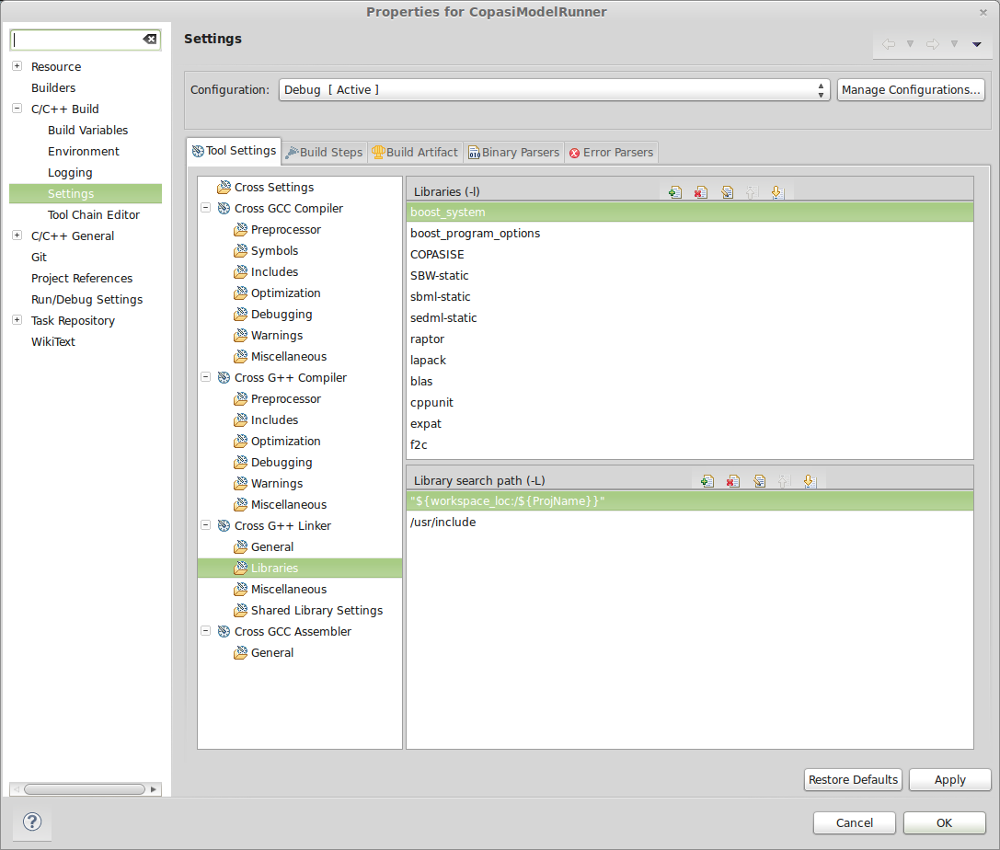 Properties for CopasiModelRunner
Resource
Builders
C/C++ Build
Build Variables
Environment
Logging
Settings
Tool Chain Editor
C/C++ General
Git
Project References
Run/Debug Settings
Task Repository
WikiText
Settings
Configuration: Debug [ Active ] Manage Configurations...
Tool Settings Build Steps Build Artifact Binary Parsers Error Parsers
Cross Settings
Cross GCC Compiler
Preprocessor
Symbols
Includes
Optimization
Debugging
Warnings
Miscellaneous
Cross G++ Compiler
Preprocessor
Includes
Optimization
Debugging
Warnings
Miscellaneous
Cross G++ Linker
General
Libraries
Miscellaneous
Shared Library Settings
Cross GCC Assembler
General
Libraries (-l)
boost_system
boost_program_options
COPASISE
SBW-static
sbml-static
sedml-static
raptor
lapack
blas
cppunit
expat
f2c
Library search path (-L)
"${workspace_loc:/${ProjName}}"
/usr/include
Restore Defaults Apply
? Cancel OK